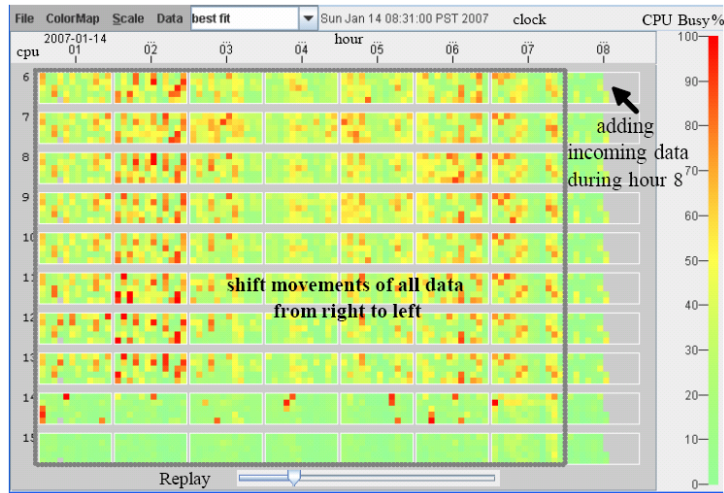 File ColorMap Scale Data best fit Sun Jan 14 08:31:00 PST 2007 clock CPU Busy%
2007-01-14 ... ... hour ... ... ... ...
cpu 01 02 03 04 05 06 07 08
100
6
90
adding
7
80
incoming data
8
70
during hour 8
9
60
10
50
11
shift movements of all data
40
from right to left
12
30
13
20
14
10
15
Replay
0